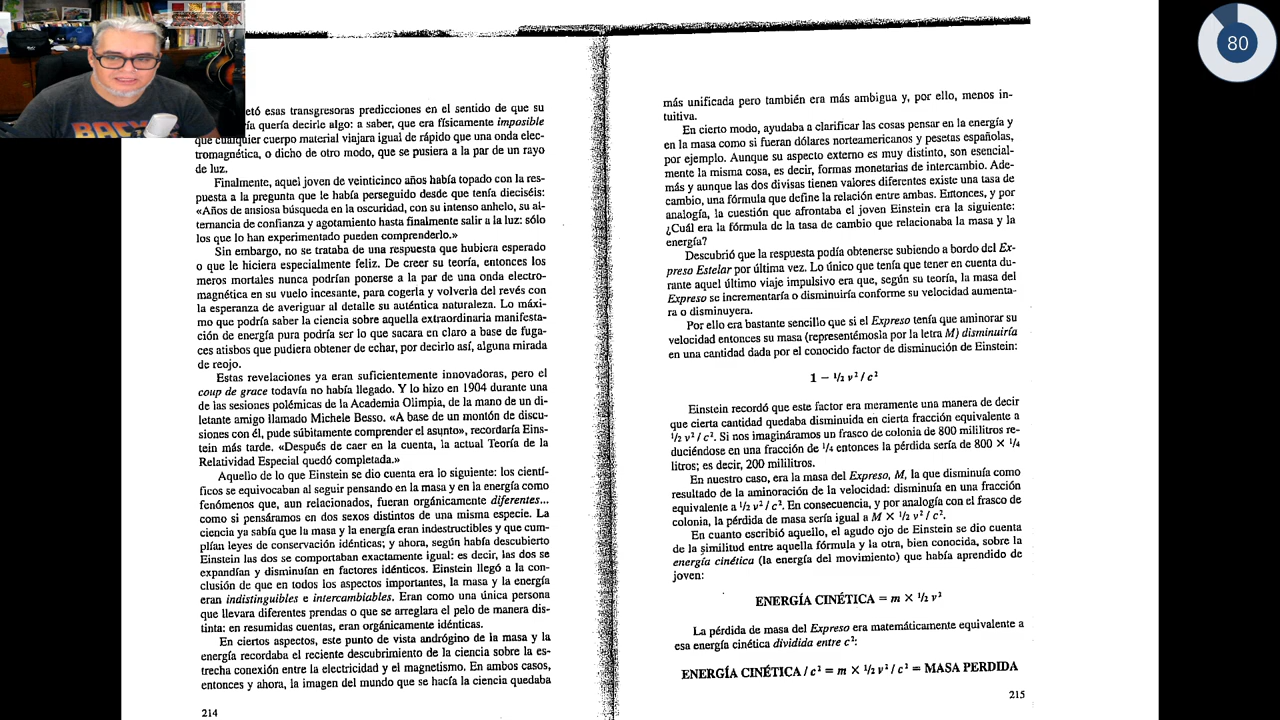 80
BAC
etó esas transgresoras predicciones en el sentido de que su
ía quería decirle algo: a saber, que era físicamente imposible
que cualquier cuerpo material viajara igual de rápido que una onda elec-
tromagnética, o dicho de otro modo, que se pusiera a la par de un rayo
de luz.
Finalmente, aquel joven de veinticinco años había topado con la res-
puesta a la pregunta que le había perseguido desde que tenía dieciséis:
«Años de ansiosa búsqueda en la oscuridad, con su intenso anhelo, su al-
ternancia de confianza y agotamiento hasta finalmente salir a la luz: sólo
los que lo han experimentado pueden comprenderlo.»
Sin embargo, no se trataba de una respuesta que hubiera esperado
o que le hiciera especialmente feliz. De creer su teoría, entonces los
meros mortales nunca podrían ponerse a la par de una onda electro-
magnética en su vuelo incesante, para cogerla y volverla del revés con
la esperanza de averiguar al detalle su auténtica naturaleza. Lo máxi-
mo que podría saber la ciencia sobre aquella extraordinaria manifesta-
ción de energía pura podría ser lo que sacara en claro a base de fuga-
ces atisbos que pudiera obtener de echar, por decirlo así, alguna mirada
de reojo.
Estas revelaciones ya eran suficientemente innovadoras, pero el
coup de grace todavía no había llegado. Y lo hizo en 1904 durante una
de las sesiones polémicas de la Academia Olimpia, de la mano de un di-
letante amigo llamado Michele Besso. «A base de un montón de discu-
siones con él, pude súbitamente comprender el asunto», recordaría Eins-
tein más tarde. «Después de caer en la cuenta, la actual Teoría de la
Relatividad Especial quedó completada.»
Aquello de lo que Einstein se dio cuenta era lo siguiente: los cientí-
ficos se equivocaban al seguir pensando en la masa y en la energía como
fenómenos que, aun relacionados, fueran orgánicamente diferentes...
como si pensáramos en dos sexos distintos de una misma especie. La
ciencia ya sabía que la masa y la energía eran indestructibles y que cum-
plían leyes de conservación idénticas; y ahora, según había descubierto
Einstein las dos se comportaban exactamente igual: es decir, las dos se
expandían y disminuían en factores idénticos. Einstein llegó a la con-
clusión de que en todos los aspectos importantes, la masa y la energía
eran indistinguibles e intercambiables. Eran como una única persona
que llevara diferentes prendas o que se arreglara el pelo de manera dis-
tinta: en resumidas cuentas, eran orgánicamente idénticas.
En ciertos aspectos, este punto de vista andrógino de la masa y la
energía recordaba el reciente descubrimiento de la ciencia sobre la es-
trecha conexión entre la electricidad y el magnetismo. En ambos casos,
entonces y ahora, la imagen del mundo que se hacía la ciencia quedaba
214
más unificada pero también era más ambigua y, por ello, menos in-
tuitiva.
En cierto modo, ayudaba a clarificar las cosas pensar en la energía y
en la masa como si fueran dólares norteamericanos y pesetas españolas,
por ejemplo. Aunque su aspecto externo es muy distinto, son esencial-
mente la misma cosa, es decir, formas monetarias de intercambio. Ade-
más y aunque las dos divisas tienen valores diferentes existe una tasa de
cambio, una fórmula que define la relación entre ambas. Entonces, y por
analogía, la cuestión que afrontaba el joven Einstein era la siguiente:
¿Cuál era la fórmula de la tasa de cambio que relacionaba la masa y la
energía?
Descubrió que la respuesta podía obtenerse subiendo a bordo del Ex-
preso Estelar por última vez. Lo único que tenía que tener en cuenta du-
rante aquel último viaje impulsivo era que, según su teoría, la masa del
Expreso se incrementaría o disminuiría conforme su velocidad aumenta-
ra o disminuyera.
Por ello era bastante sencillo que si el Expreso tenía que aminorar su
velocidad entonces su masa (representémosla por la letra M) disminuiría
en una cantidad dada por el conocido factor de disminución de Einstein:
1 − ½ v² / c²
Einstein recordó que este factor era meramente una manera de decir
que cierta cantidad quedaba disminuida en cierta fracción equivalente a
½ v² / c². Si nos imagináramos un frasco de colonia de 800 mililitros re-
duciéndose en una fracción de ¼ entonces la pérdida sería de 800 × ¼
litros; es decir, 200 mililitros.
En nuestro caso, era la masa del Expreso, M, la que disminuía como
resultado de la aminoración de la velocidad: disminuía en una fracción
equivalente a ½ v² / c². En consecuencia, y por analogía con el frasco de
colonia, la pérdida de masa sería igual a M × ½ v² / c².
En cuanto escribió aquello, el agudo ojo de Einstein se dio cuenta
de la similitud entre aquella fórmula y la otra, bien conocida, sobre la
energía cinética (la energía del movimiento) que había aprendido de
joven:
ENERGÍA CINÉTICA = m × ½ v²
La pérdida de masa del Expreso era matemáticamente equivalente a
esa energía cinética dividida entre c²:
ENERGÍA CINÉTICA / c² = m × ½ v² / c² = MASA PERDIDA
215